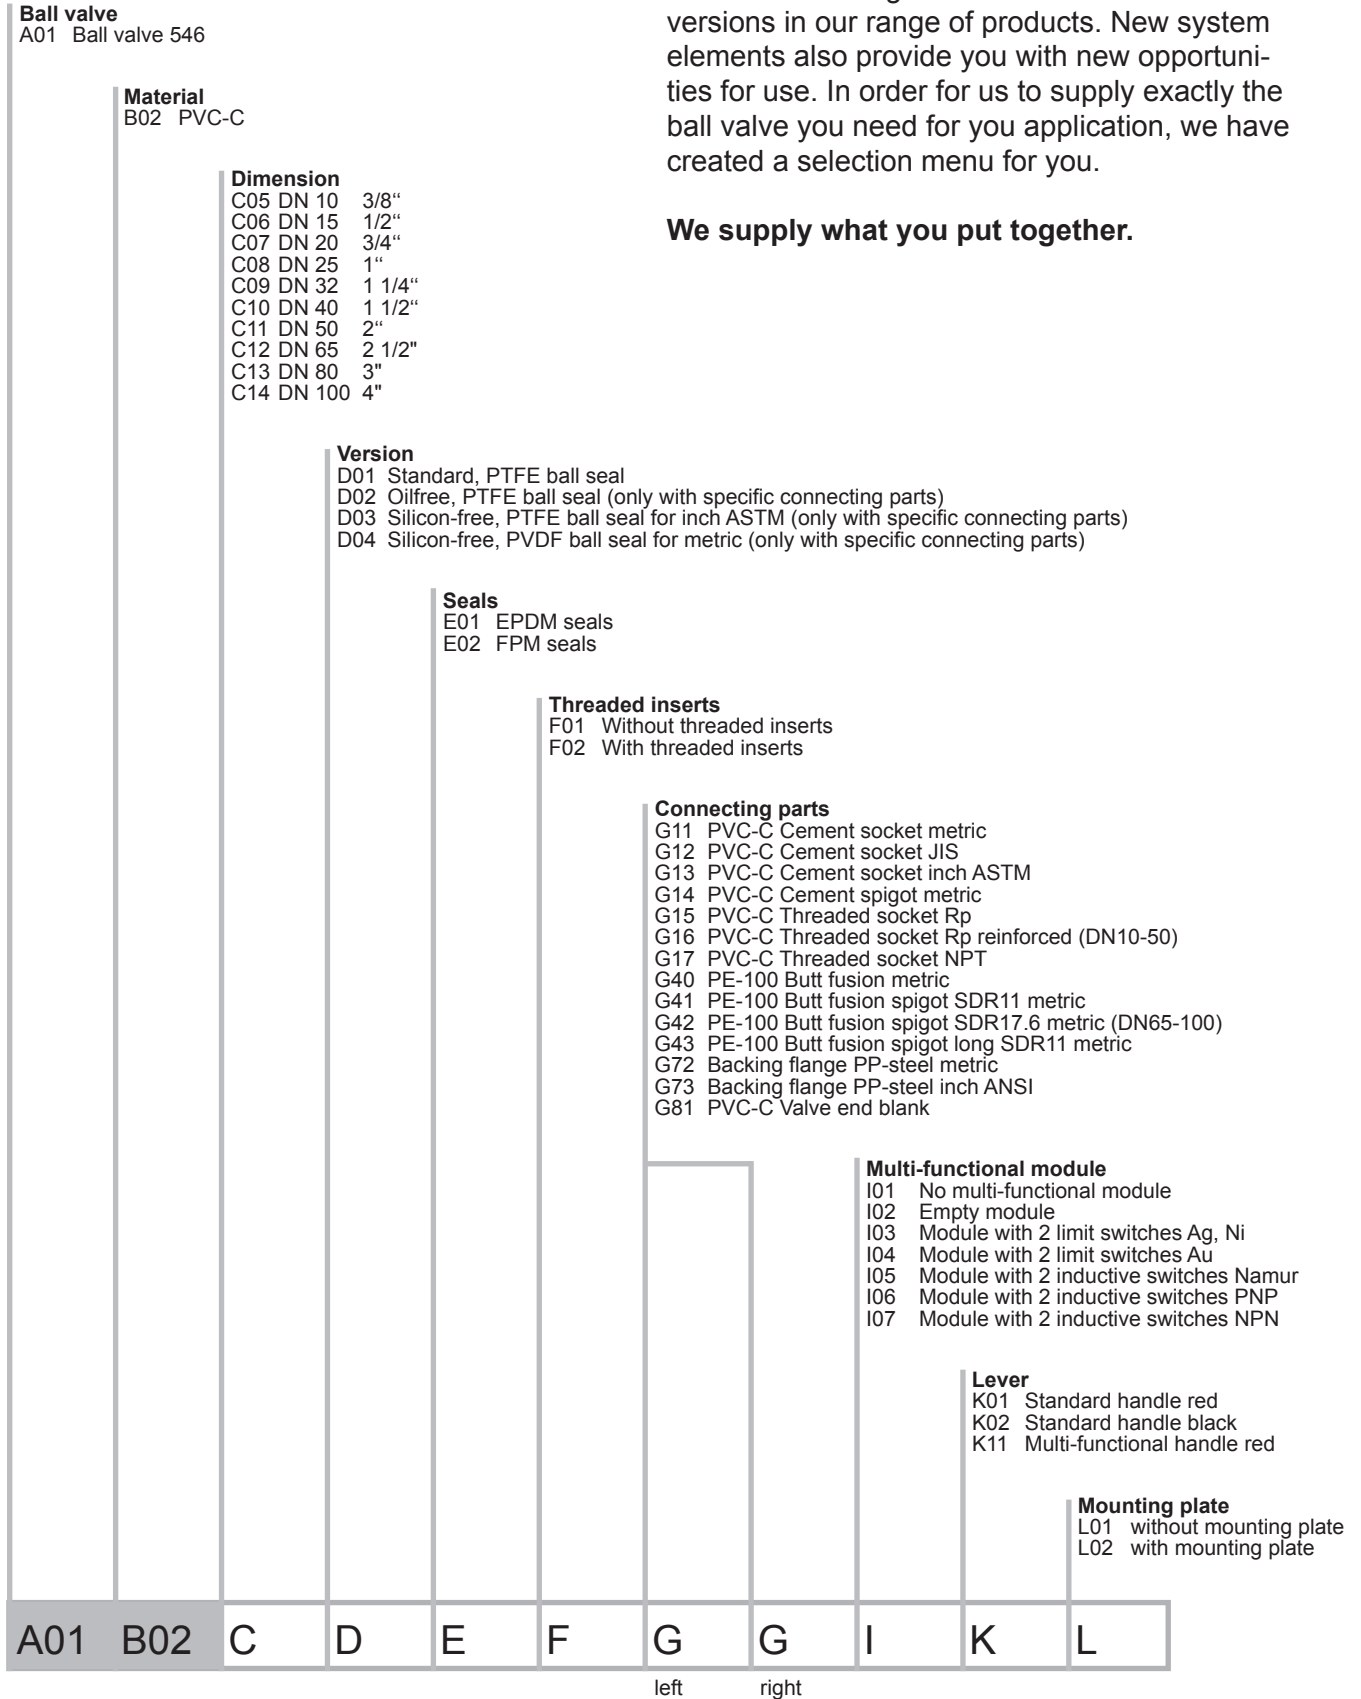 Ball valve
A01 Ball valve 546
versions in our range of products. New system
elements also provide you with new opportuni-
ties for use. In order for us to supply exactly the
ball valve you need for you application, we have
created a selection menu for you.
We supply what you put together.
Material
B02 PVC-C
Dimension
C05 DN 10 3/8“
C06 DN 15 1/2“
C07 DN 20 3/4“
C08 DN 25 1“
C09 DN 32 1 1/4“
C10 DN 40 1 1/2“
C11 DN 50 2“
C12 DN 65 2 1/2"
C13 DN 80 3"
C14 DN 100 4"
Version
D01 Standard, PTFE ball seal
D02 Oilfree, PTFE ball seal (only with specific connecting parts)
D03 Silicon-free, PTFE ball seal for inch ASTM (only with specific connecting parts)
D04 Silicon-free, PVDF ball seal for metric (only with specific connecting parts)
Seals
E01 EPDM seals
E02 FPM seals
Threaded inserts
F01 Without threaded inserts
F02 With threaded inserts
Connecting parts
G11 PVC-C Cement socket metric
G12 PVC-C Cement socket JIS
G13 PVC-C Cement socket inch ASTM
G14 PVC-C Cement spigot metric
G15 PVC-C Threaded socket Rp
G16 PVC-C Threaded socket Rp reinforced (DN10-50)
G17 PVC-C Threaded socket NPT
G40 PE-100 Butt fusion metric
G41 PE-100 Butt fusion spigot SDR11 metric
G42 PE-100 Butt fusion spigot SDR17.6 metric (DN65-100)
G43 PE-100 Butt fusion spigot long SDR11 metric
G72 Backing flange PP-steel metric
G73 Backing flange PP-steel inch ANSI
G81 PVC-C Valve end blank
Multi-functional module
I01 No multi-functional module
I02 Empty module
I03 Module with 2 limit switches Ag, Ni
I04 Module with 2 limit switches Au
I05 Module with 2 inductive switches Namur
I06 Module with 2 inductive switches PNP
I07 Module with 2 inductive switches NPN
Lever
K01 Standard handle red
K02 Standard handle black
K11 Multi-functional handle red
Mounting plate
L01 without mounting plate
L02 with mounting plate
A01 B02 C D E F G G I K L
left right